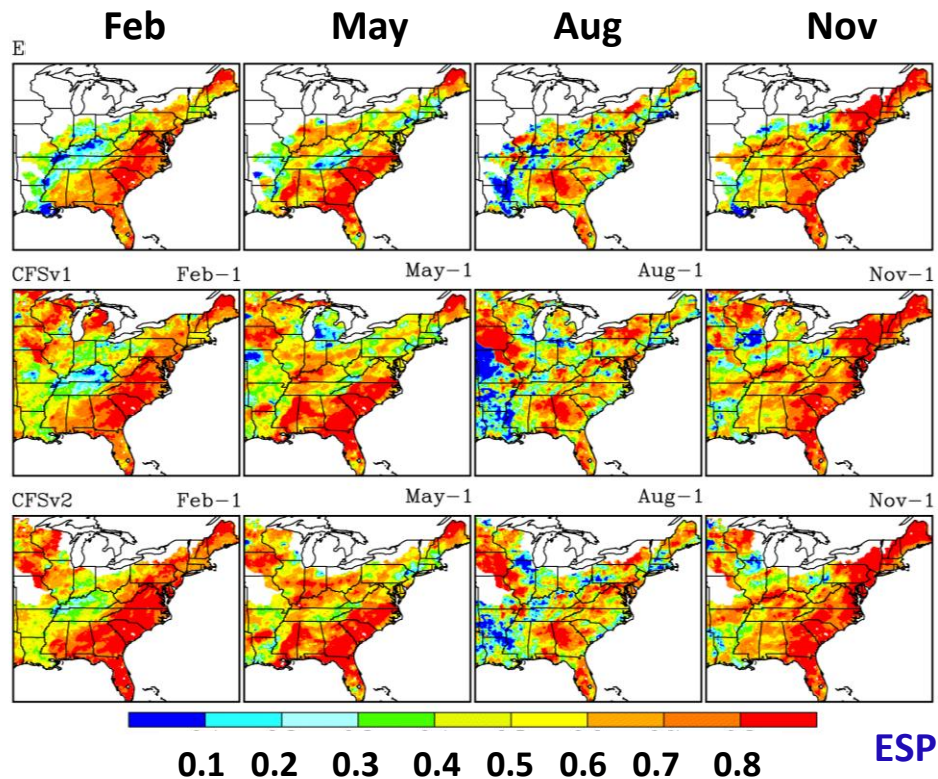 Feb May Aug Nov
E
CFSv1 Feb-1 May-1 Aug-1 Nov-1
CFSv2 Feb-1 May-1 Aug-1 Nov-1
0.1 0.2 0.3 0.4 0.5 0.6 0.7 0.8
ESP